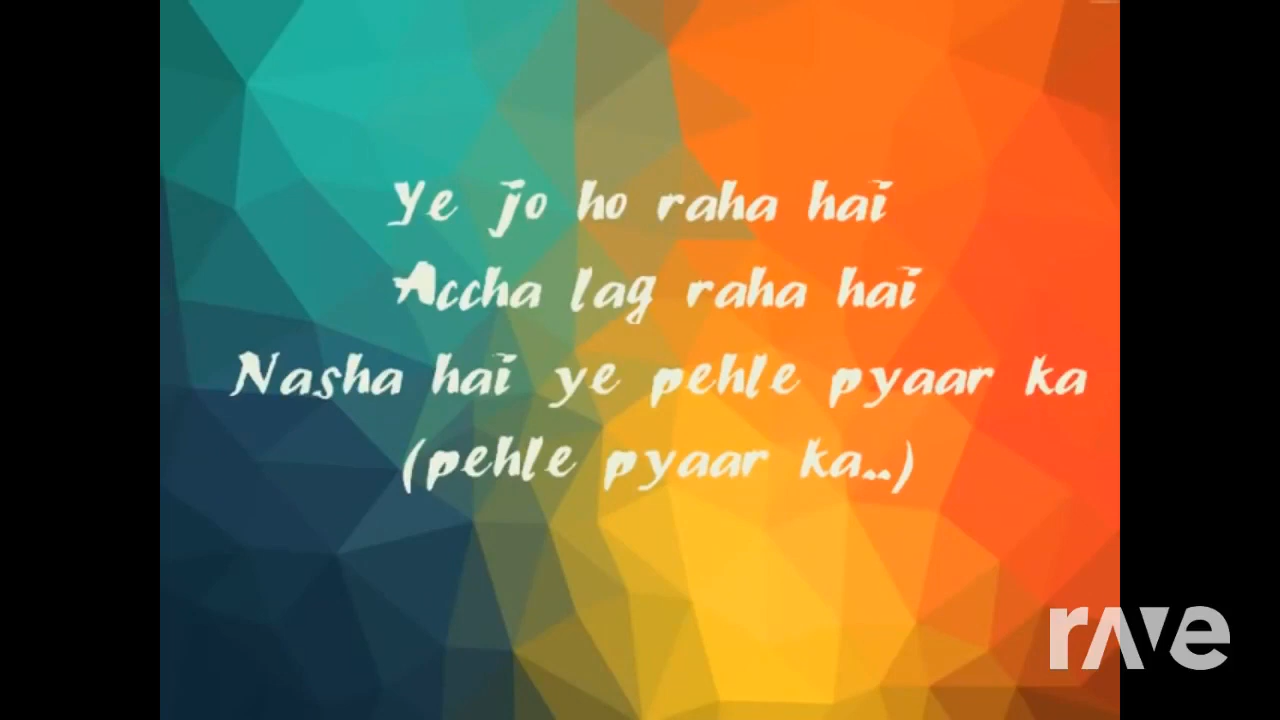 Ye jo ho raha hai
Accha lag raha hai
Nasha hai ye pehle pyaar ka
(pehle pyaar ka..)
rave